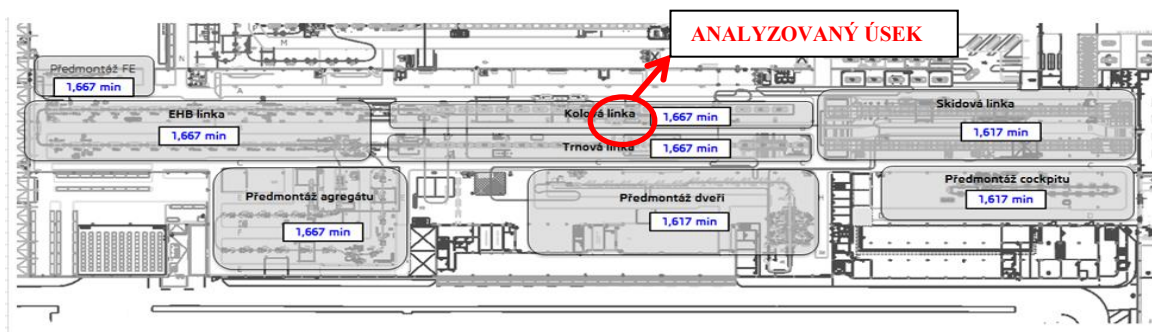 ANALYZOVANÝ ÚSEK
Předmontáž FE
1,667 min
EHB linka
1,667 min
Kolová linka
1,667 min
Trnová linka
1,667 min
Skidová linka
1,617 min
Předmontáž agregátu
1,667 min
Předmontáž dveří
1,617 min
Předmontáž cockpitu
1,617 min